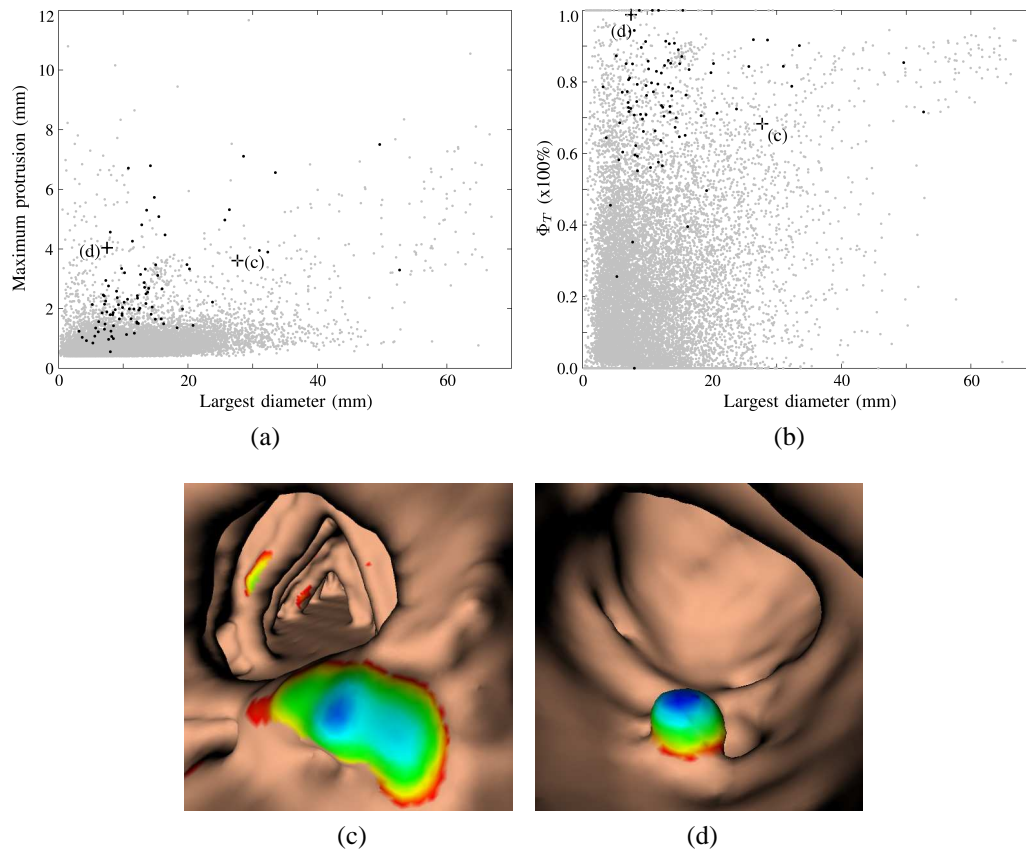 12
10
8
6
4
2
0
Maximum protrusion (mm)
(d)
(c)
0 20 40 60
Largest diameter (mm)
(a)
1.0
0.8
0.6
0.4
0.2
0.0
Φ_T (x100%)
(d)
(c)
0 20 40 60
Largest diameter (mm)
(b)
(c)
(d)